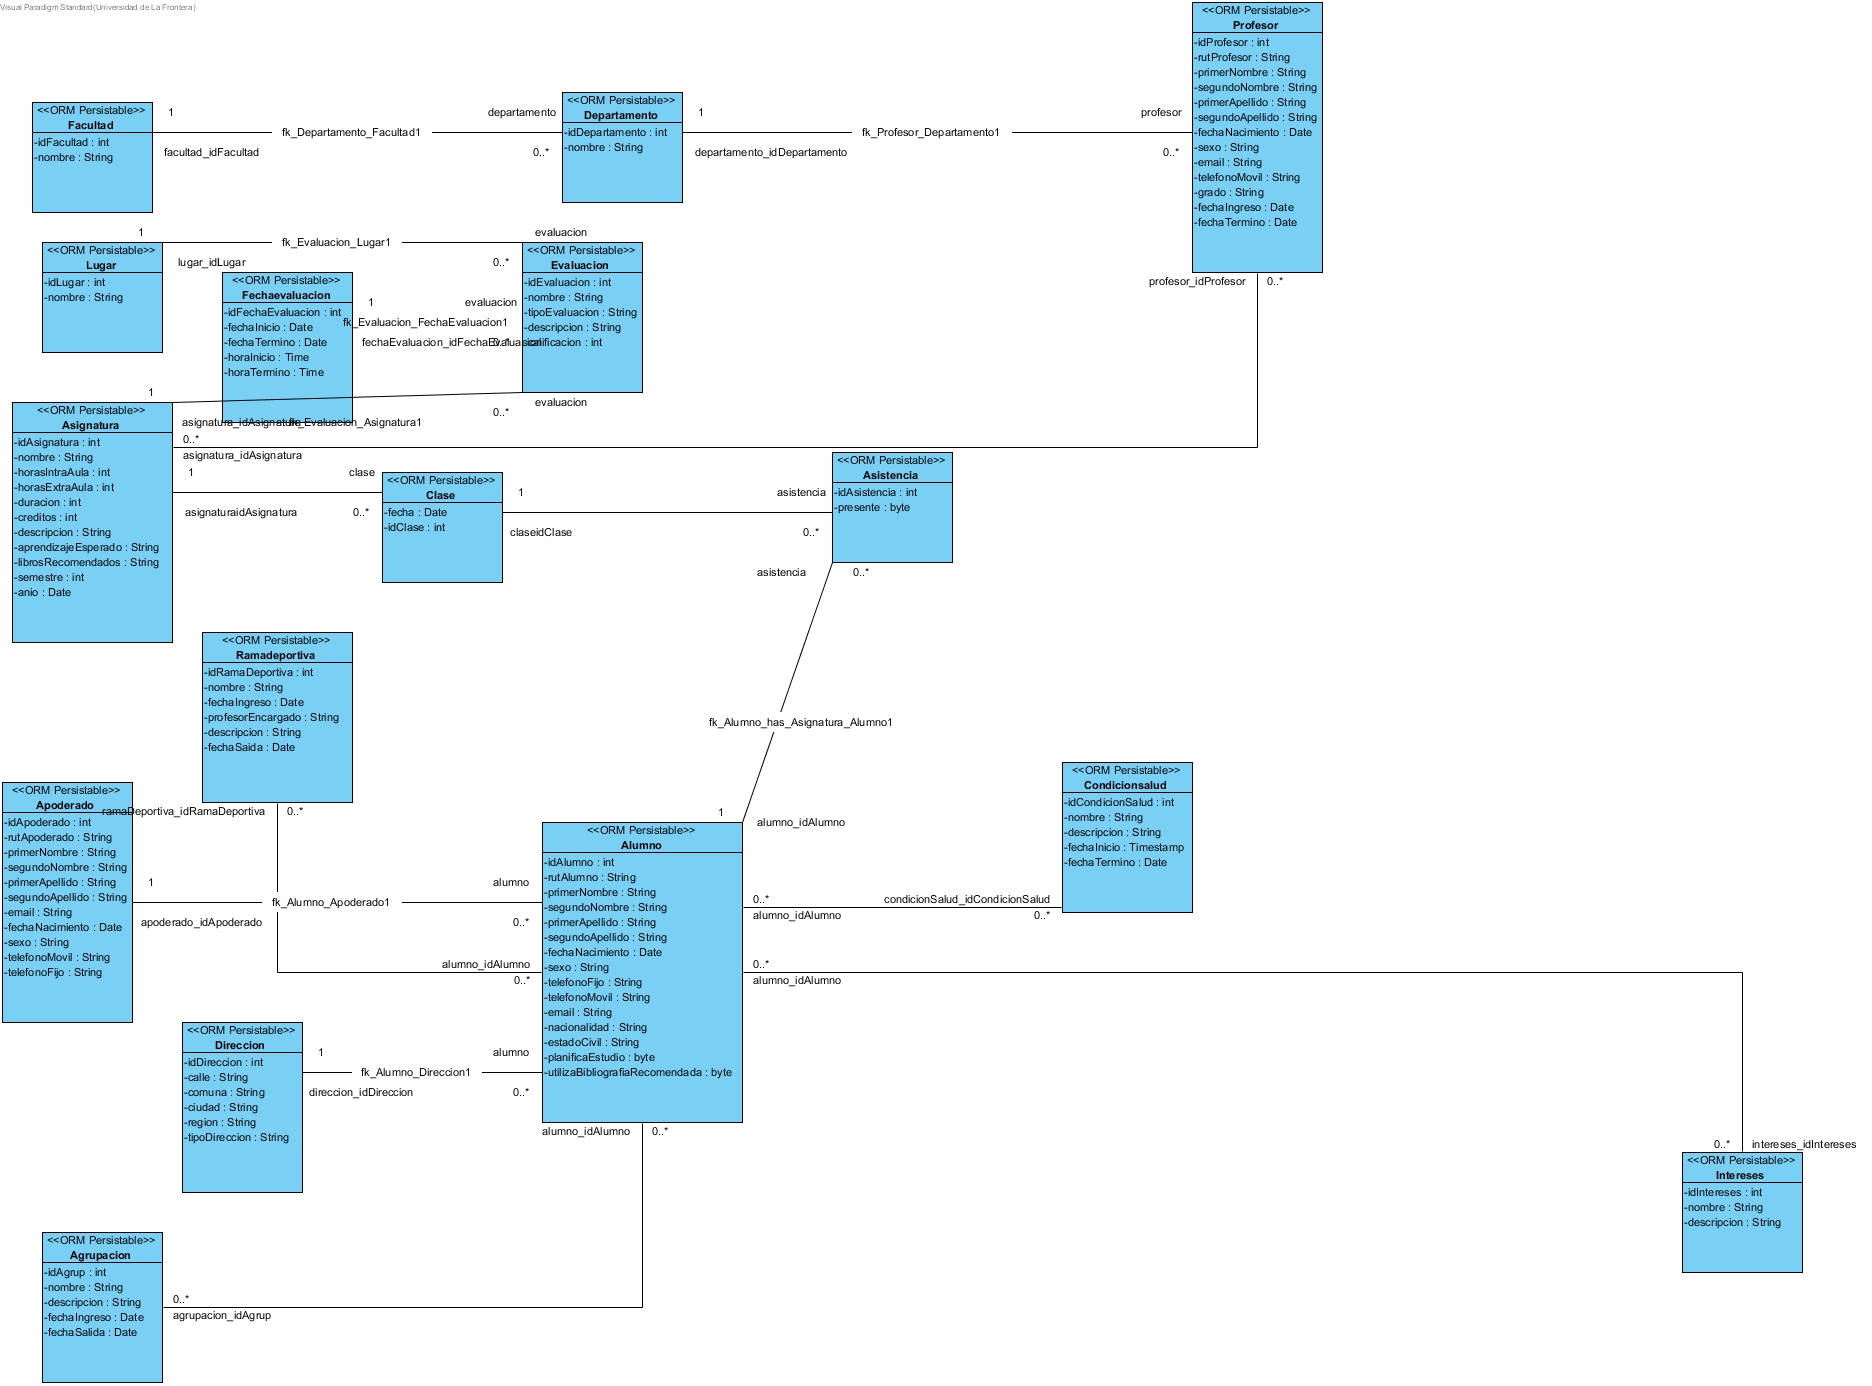 Visual Paradigm Standard(Universidad de La Frontera)
<<ORM Persistable>>
Profesor
-idProfesor : int
-rutProfesor : String
-primerNombre : String
-segundoNombre : String
-primerApellido : String
-segundoApellido : String
-fechaNacimiento : Date
-sexo : String
-email : String
-telefonoMovil : String
-grado : String
-fechaIngreso : Date
-fechaTermino : Date
<<ORM Persistable>>
Facultad
-idFacultad : int
-nombre : String
1
departamento
fk_Departamento_Facultad1
facultad_idFacultad
0..*
<<ORM Persistable>>
Departamento
-idDepartamento : int
-nombre : String
1
profesor
fk_Profesor_Departamento1
departamento_idDepartamento
0..*
1
fk_Evaluacion_Lugar1
evaluacion
<<ORM Persistable>>
Lugar
-idLugar : int
-nombre : String
lugar_idLugar
0..*
<<ORM Persistable>>
Evaluacion
-idEvaluacion : int
-nombre : String
-tipoEvaluacion : String
-descripcion : String
-calificacion : int
<<ORM Persistable>>
Fechaevaluacion
-idFechaEvaluacion : int
-fechaInicio : Date
-fechaTermino : Date
-horaInicio : Time
-horaTermino : Time
1
evaluacion
fk_Evaluacion_FechaEvaluacion1
fechaEvaluacion_idFechaEvaluacion
0..*
profesor_idProfesor
0..*
1
evaluacion
0..*
asignatura_idAsignatura
fk_Evaluacion_Asignatura1
0..*
asignatura_idAsignatura
<<ORM Persistable>>
Asignatura
-idAsignatura : int
-nombre : String
-horasIntraAula : int
-horasExtraAula : int
-duracion : int
-creditos : int
-descripcion : String
-aprendizajeEsperado : String
-librosRecomendados : String
-semestre : int
-anio : Date
1
clase
asignaturaidAsignatura
0..*
<<ORM Persistable>>
Clase
-fecha : Date
-idClase : int
1
asistencia
claseidClase
0..*
<<ORM Persistable>>
Asistencia
-idAsistencia : int
-presente : byte
asistencia
0..*
<<ORM Persistable>>
Ramadeportiva
-idRamaDeportiva : int
-nombre : String
-fechaIngreso : Date
-profesorEncargado : String
-descripcion : String
-fechaSaida : Date
fk_Alumno_has_Asignatura_Alumno1
ramaDeportiva_idRamaDeportiva
0..*
<<ORM Persistable>>
Apoderado
-idApoderado : int
-rutApoderado : String
-primerNombre : String
-segundoNombre : String
-primerApellido : String
-segundoApellido : String
-email : String
-fechaNacimiento : Date
-sexo : String
-telefonoMovil : String
-telefonoFijo : String
1
alumno
fk_Alumno_Apoderado1
apoderado_idApoderado
0..*
alumno_idAlumno
0..*
1
alumno_idAlumno
<<ORM Persistable>>
Alumno
-idAlumno : int
-rutAlumno : String
-primerNombre : String
-segundoNombre : String
-primerApellido : String
-segundoApellido : String
-fechaNacimiento : Date
-sexo : String
-telefonoFijo : String
-telefonoMovil : String
-email : String
-nacionalidad : String
-estadoCivil : String
-planificaEstudio : byte
-utilizaBibliografiaRecomendada : byte
<<ORM Persistable>>
Condicionsalud
-idCondicionSalud : int
-nombre : String
-descripcion : String
-fechaInicio : Timestamp
-fechaTermino : Date
0..*
condicionSalud_idCondicionSalud
alumno_idAlumno
0..*
0..*
alumno_idAlumno
<<ORM Persistable>>
Direccion
-idDireccion : int
-calle : String
-comuna : String
-ciudad : String
-region : String
-tipoDireccion : String
1
alumno
fk_Alumno_Direccion1
direccion_idDireccion
0..*
alumno_idAlumno
0..*
0..*
intereses_idIntereses
<<ORM Persistable>>
Intereses
-idIntereses : int
-nombre : String
-descripcion : String
<<ORM Persistable>>
Agrupacion
-idAgrup : int
-nombre : String
-descripcion : String
-fechaIngreso : Date
-fechaSalida : Date
0..*
agrupacion_idAgrup